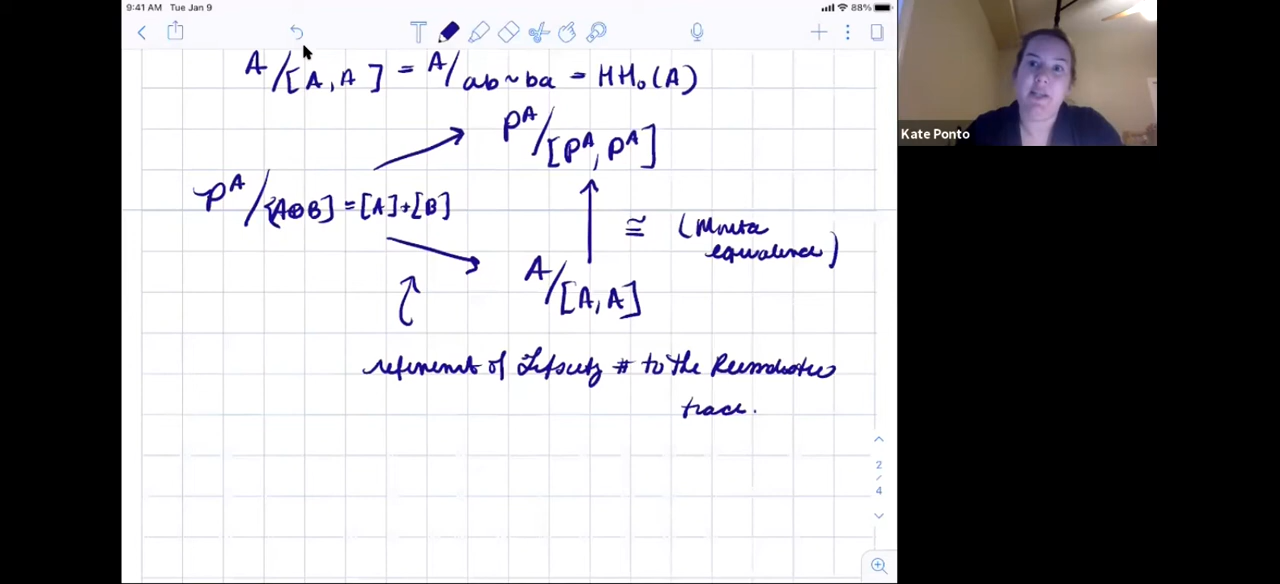 9:41 AM Tue Jan 9
88%
A/[A, A] = A/ab~ba = HH₀(A)
P^A/[P^A, P^A]
P^A/[A⊕B] = [A]+[B]
≅ (Morita
equivalence)
A/[A, A]
refinemnt of Lefschetz # to the Reidemeister
trace.
Kate Ponto
2
/
4